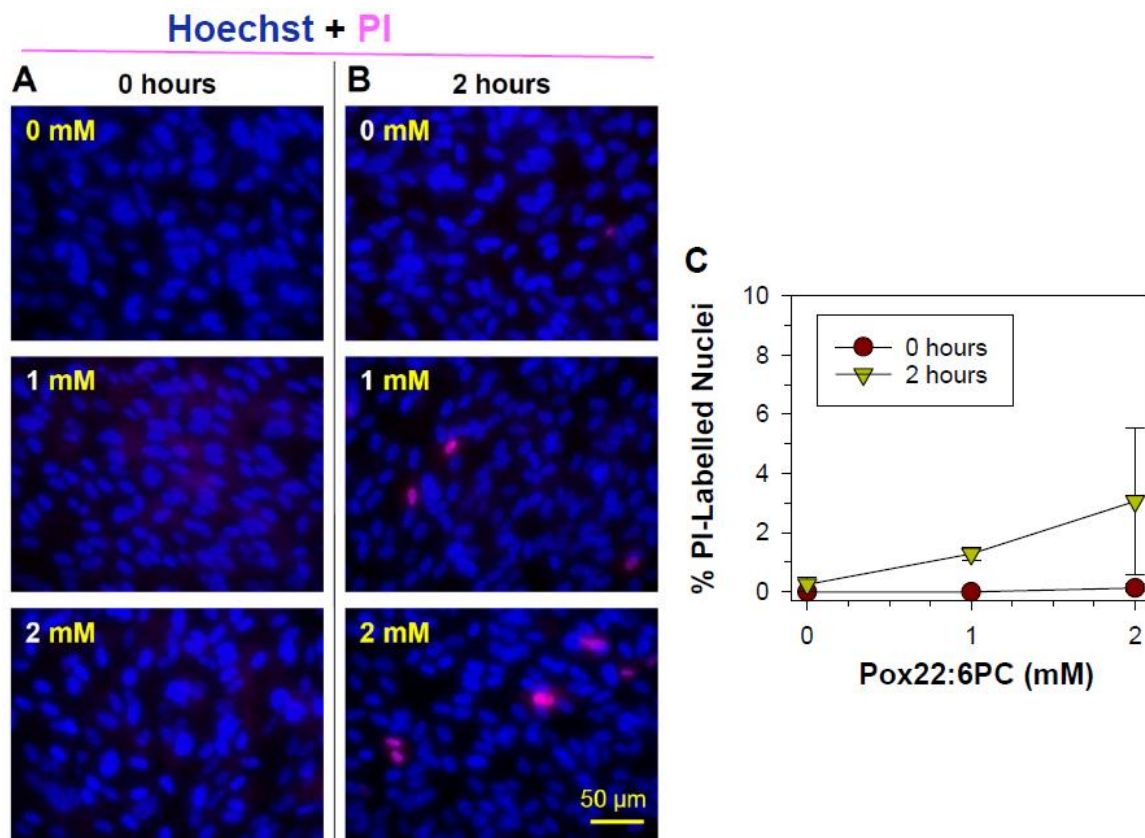 Hoechst + PI
A
0 hours
B
2 hours
0 mM
0 mM
1 mM
1 mM
2 mM
2 mM
50 µm
C
% PI-Labelled Nuclei
10
8
6
4
2
0
0 hours
2 hours
0
1
2
Pox22:6PC (mM)